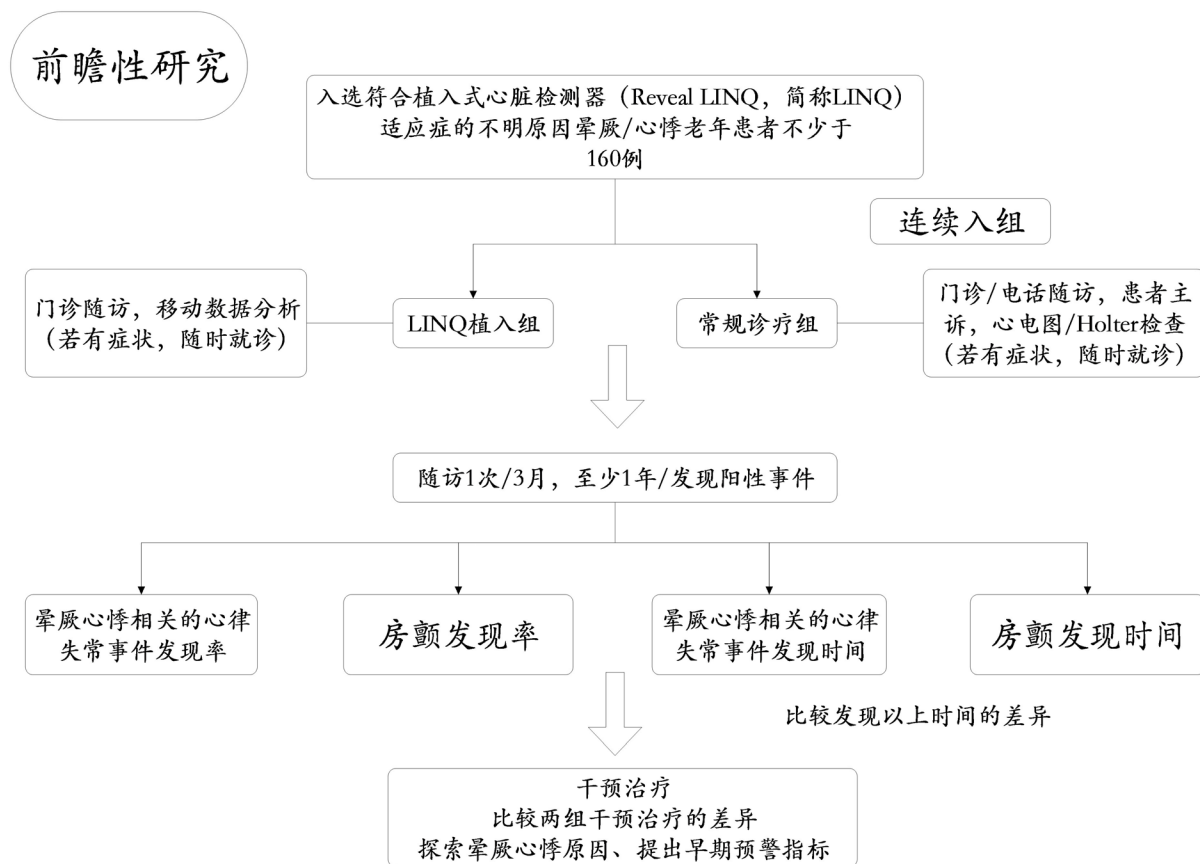 前瞻性研究
入选符合植入式心脏检测器（Reveal LINQ，简称LINQ）
适应症的不明原因晕厥/心悸老年患者不少于
160例
连续入组
门诊随访，移动数据分析
（若有症状，随时就诊）
LINQ植入组
常规诊疗组
门诊/电话随访，患者主
诉，心电图/Holter检查
（若有症状，随时就诊）
随访1次/3月，至少1年/发现阳性事件
晕厥心悸相关的心律
失常事件发现率
房颤发现率
晕厥心悸相关的心律
失常事件发现时间
房颤发现时间
比较发现以上时间的差异
干预治疗
比较两组干预治疗的差异
探索晕厥心悸原因、提出早期预警指标